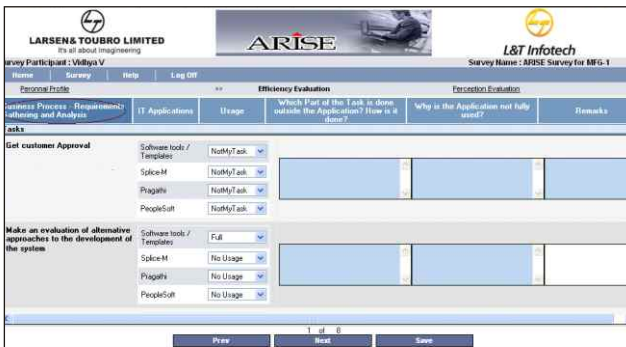 LARSEN & TOUBRO LIMITED
It's all about Imagineering
ARISE
L&T Infotech
urvey Participant : Vidhya V
Survey Name : ARISE Survey for MFG-1
Home Survey Help Log Off
Personal Profile >> Efficiency Evaluation Perception Evaluation
usiness Process - Requirements
athering and Analysis
IT Applications
Usage
Which Part of the Task is done
outside the Application? How is it
done?
Why is the Application not fully
used?
Remarks
asks
Get customer Approval
Software tools /
Templates
NotMyTask
Splice-M
NotMyTask
Pragathi
NotMyTask
PeopleSoft
NotMyTask
Make an evaluation of alternative
approaches to the development of
the system
Software tools /
Templates
Full
Splice-M
No Usage
Pragathi
No Usage
PeopleSoft
No Usage
1 of 8
Prev
Next
Save